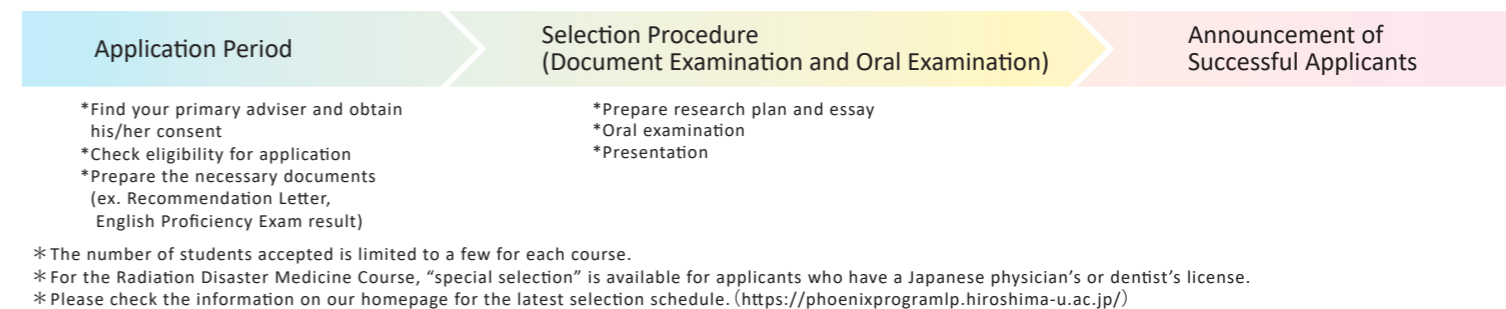 Application Period
Selection Procedure
(Document Examination and Oral Examination)
Announcement of
Successful Applicants
*Find your primary adviser and obtain
his/her consent
*Check eligibility for application
*Prepare the necessary documents
(ex. Recommendation Letter,
English Proficiency Exam result)
*Prepare research plan and essay
*Oral examination
*Presentation
＊The number of students accepted is limited to a few for each course.
＊For the Radiation Disaster Medicine Course, “special selection” is available for applicants who have a Japanese physician’s or dentist’s license.
＊Please check the information on our homepage for the latest selection schedule.（https://phoenixprogramlp.hiroshima-u.ac.jp/）